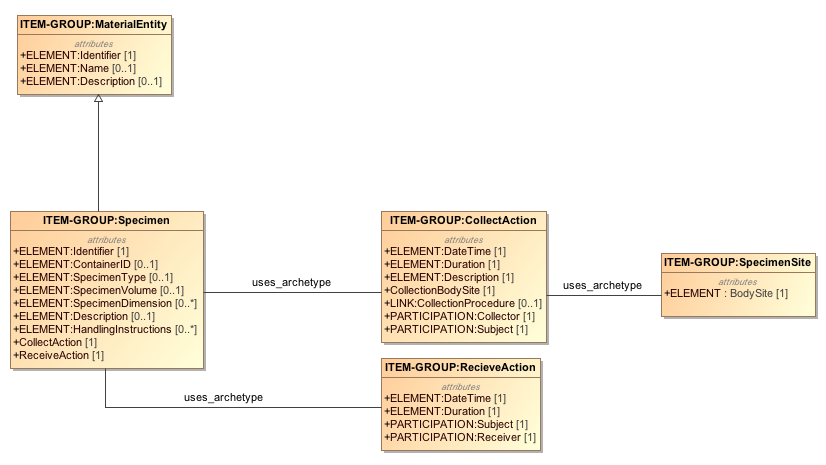 ITEM-GROUP:MaterialEntity
attributes
+ELEMENT:Identifier [1]
+ELEMENT:Name [0..1]
+ELEMENT:Description [0..1]
ITEM-GROUP:Specimen
attributes
+ELEMENT:Identifier [1]
+ELEMENT:ContainerID [0..1]
+ELEMENT:SpecimenType [0..1]
+ELEMENT:SpecimenVolume [0..1]
+ELEMENT:SpecimenDimension [0..*]
+ELEMENT:Description [0..1]
+ELEMENT:HandlingInstructions [0..*]
+CollectAction [1]
+ReceiveAction [1]
uses_archetype
ITEM-GROUP:CollectAction
attributes
+ELEMENT:DateTime [1]
+ELEMENT:Duration [1]
+ELEMENT:Description [1]
+CollectionBodySite [1]
+LINK:CollectionProcedure [0..1]
+PARTICIPATION:Collector [1]
+PARTICIPATION:Subject [1]
uses_archetype
ITEM-GROUP:SpecimenSite
attributes
+ELEMENT : BodySite [1]
uses_archetype
ITEM-GROUP:RecieveAction
attributes
+ELEMENT:DateTime [1]
+ELEMENT:Duration [1]
+PARTICIPATION:Subject [1]
+PARTICIPATION:Receiver [1]